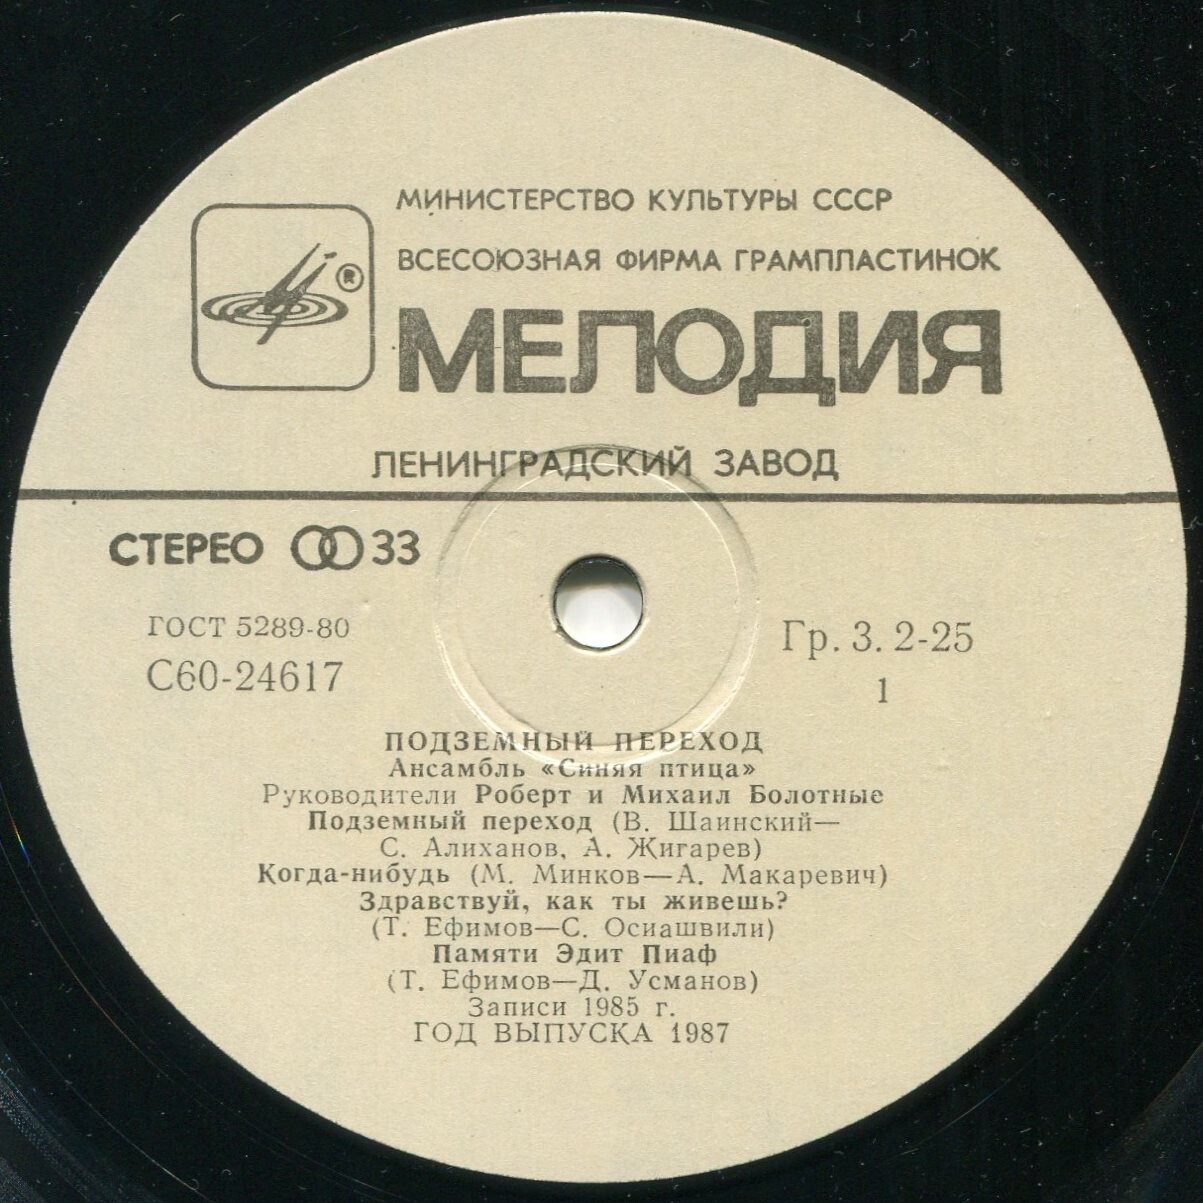 МИНИСТЕРСТВО КУЛЬТУРЫ СССР
ВСЕСОЮЗНАЯ ФИРМА ГРАМПЛАСТИНОК
®
МЕЛОДИЯ
ЛЕНИНГРАДСКИЙ ЗАВОД
СТЕРЕО 33
ГОСТ 5289-80
С60-24617
Гр. 3. 2-25
1
ПОДЗЕМНЫЙ ПЕРЕХОД
Ансамбль «Синяя птица»
Руководители Роберт и Михаил Болотные
Подземный переход (В. Шаинский—
С. Алиханов, А. Жигарев)
Когда-нибудь (М. Минков—А. Макаревич)
Здравствуй, как ты живешь?
(Т. Ефимов—С. Осиашвили)
Памяти Эдит Пиаф
(Т. Ефимов—Д. Усманов)
Записи 1985 г.
ГОД ВЫПУСКА 1987